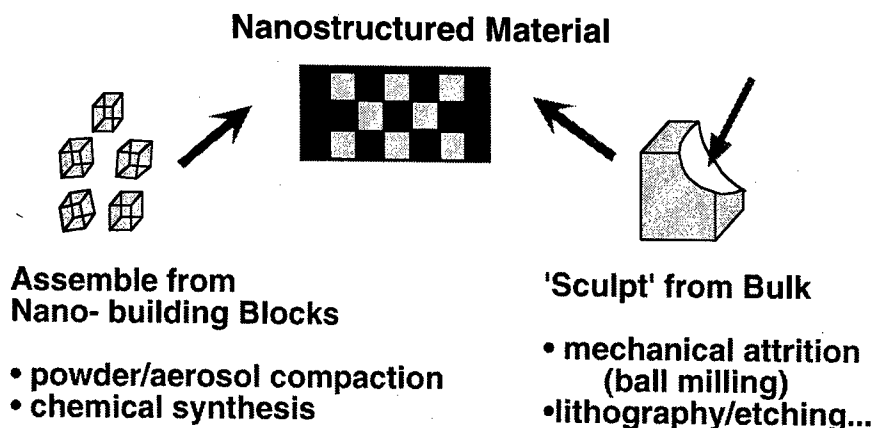 Nanostructured Material
Assemble from
Nano- building Blocks
• powder/aerosol compaction
• chemical synthesis
'Sculpt' from Bulk
• mechanical attrition
(ball milling)
•lithography/etching...